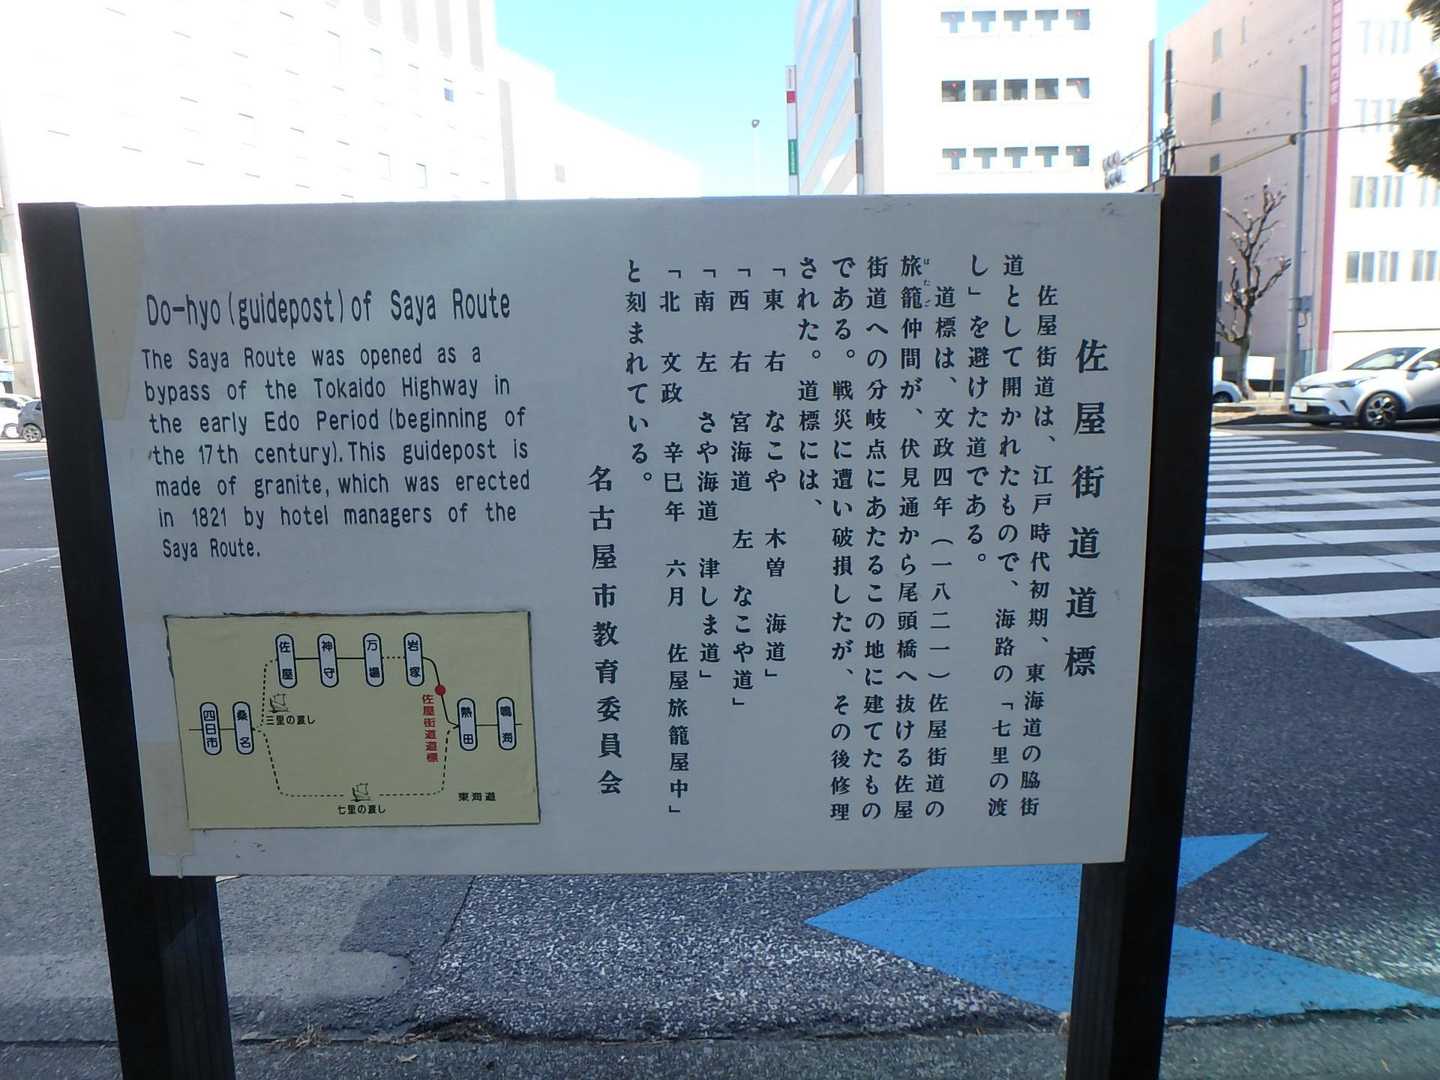 佐屋街道道標
佐屋街道は、江戸時代初期、東海道の脇街
道として開かれたもので、海路の「七里の渡
し」を避けた道である。
道標は、文政四年（一八二一）佐屋街道の
旅籠仲間が、伏見通から尾頭橋へ抜ける佐屋
はたご
街道への分岐点にあたるこの地に建てたもの
である。戦災に遭い破損したが、その後修理
された。道標には、
「東 右 なこや 木曽 海道」
「西 右 宮海道 左 なこや道」
「南 左 さや海道 津しま道」
「北 文政 辛巳年 六月 佐屋旅籠屋中」
と刻まれている。
名古屋市教育委員会
Do-hyo(guidepost)of Saya Route
The Saya Route was opened as a
bypass of the Tokaido Highway in
the early Edo Period(beginning of
the 17th century).This guidepost is
made of granite,which was erected
in 1821 by hotel managers of the
Saya Route.
佐屋
神守
万場
岩塚
四日市
桑名
三里の渡し
佐屋街道道標
熱田
鳴海
七里の渡し
東海道